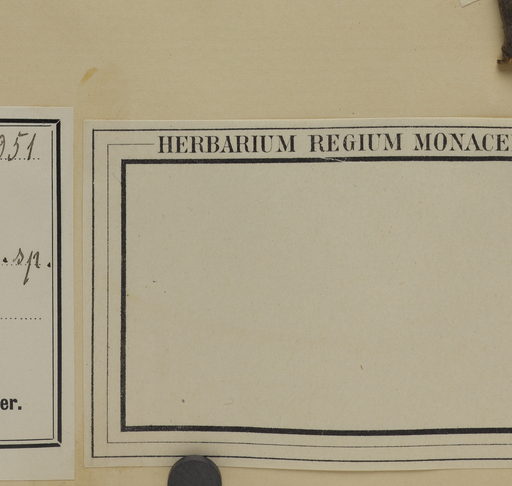 951
. sp.
er.
HERBARIUM REGIUM MONACE